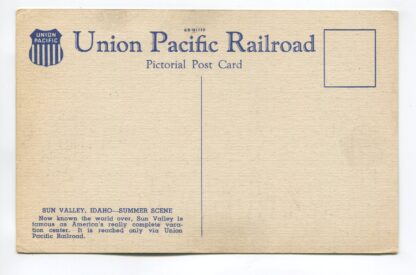 UNION
PACIFIC
Union Pacific Railroad
Pictorial Post Card
SUN VALLEY, IDAHO—SUMMER SCENE
Now known the world over, Sun Valley is
famous as America's really complete vaca-
tion center. It is reached only via Union
Pacific Railroad.